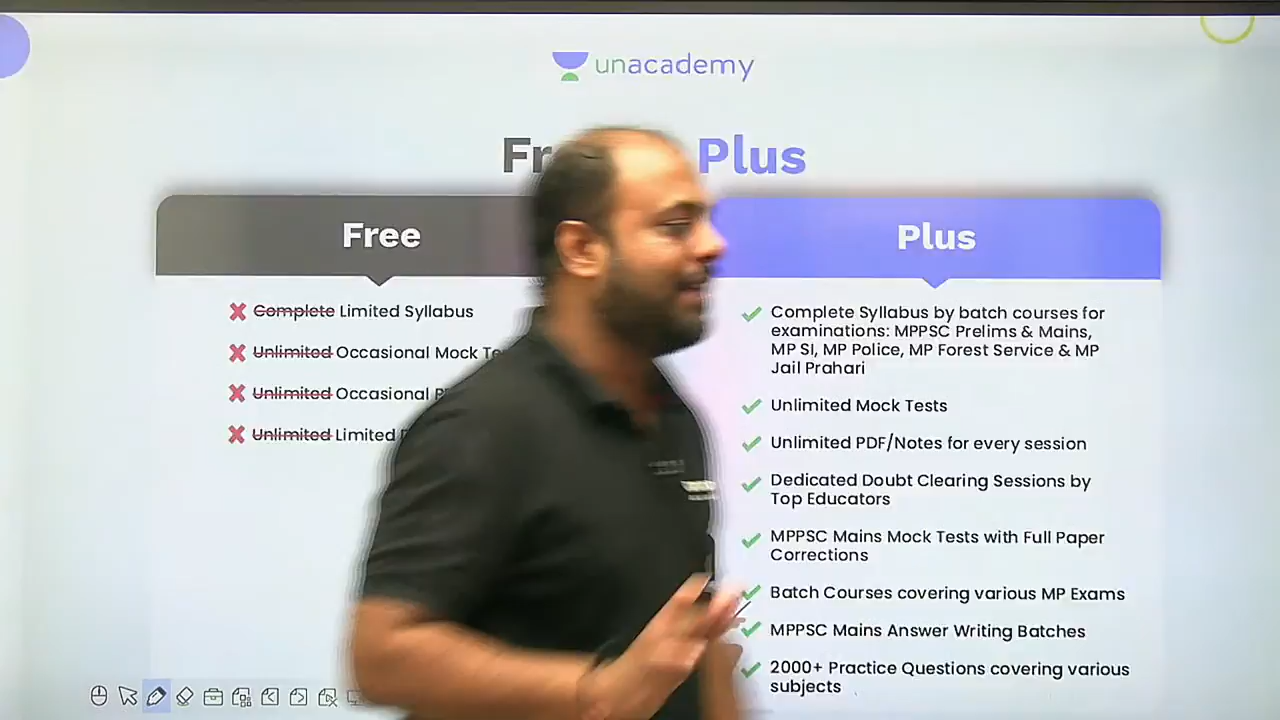 unacademy
Plus
Free
Plus
Complete Limited Syllabus
Unlimited Occasional Mock
Unlimited Occasional
Unlimited Limited
Complete Syllabus by batch courses for
examinations: MPPSC Prelims & Mains,
MP SI, MP Police, MP Forest Service & MP
Jail Prahari
Unlimited Mock Tests
Unlimited PDF/Notes for every session
Dedicated Doubt Clearing Sessions by
Top Educators
MPPSC Mains Mock Tests with Full Paper
Corrections
Batch Courses covering various MP Exams
MPPSC Mains Answer Writing Batches
2000+ Practice Questions covering various
subjects